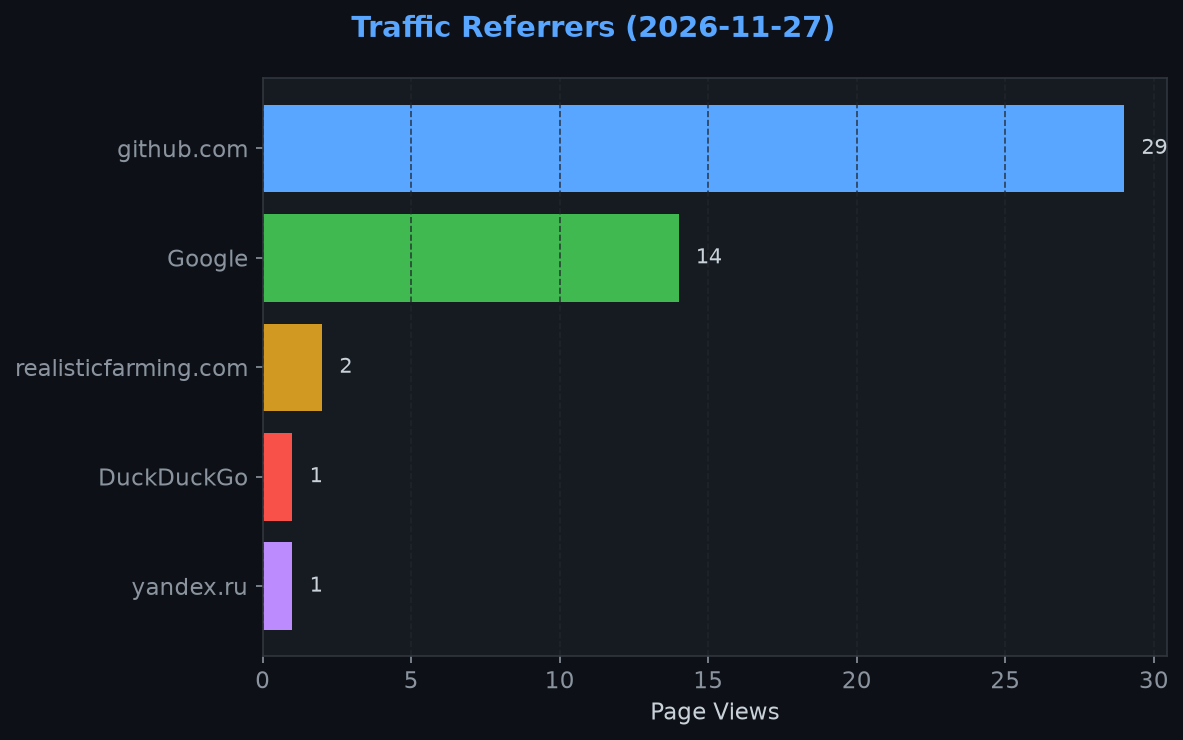 Traffic Referrers (2026-11-27)
github.com
29
Google
14
realisticfarming.com
2
DuckDuckGo
1
yandex.ru
1
0 5 10 15 20 25 30
Page Views